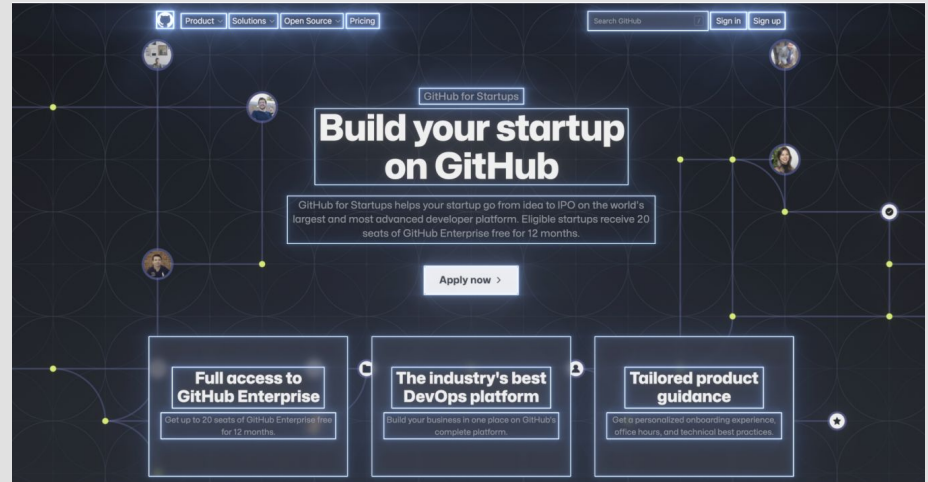 Product
Solutions
Open Source
Pricing
Search GitHub
/
Sign in
Sign up
GitHub for Startups
Build your startup
on GitHub
GitHub for Startups helps your startup go from idea to IPO on the world's
largest and most advanced developer platform. Eligible startups receive 20
seats of GitHub Enterprise free for 12 months.
Apply now
Full access to
GitHub Enterprise
Get up to 20 seats of GitHub Enterprise free
for 12 months.
The industry's best
DevOps platform
Build your business in one place on GitHub's
complete platform.
Tailored product
guidance
Get a personalized onboarding experience,
office hours, and technical best practices.